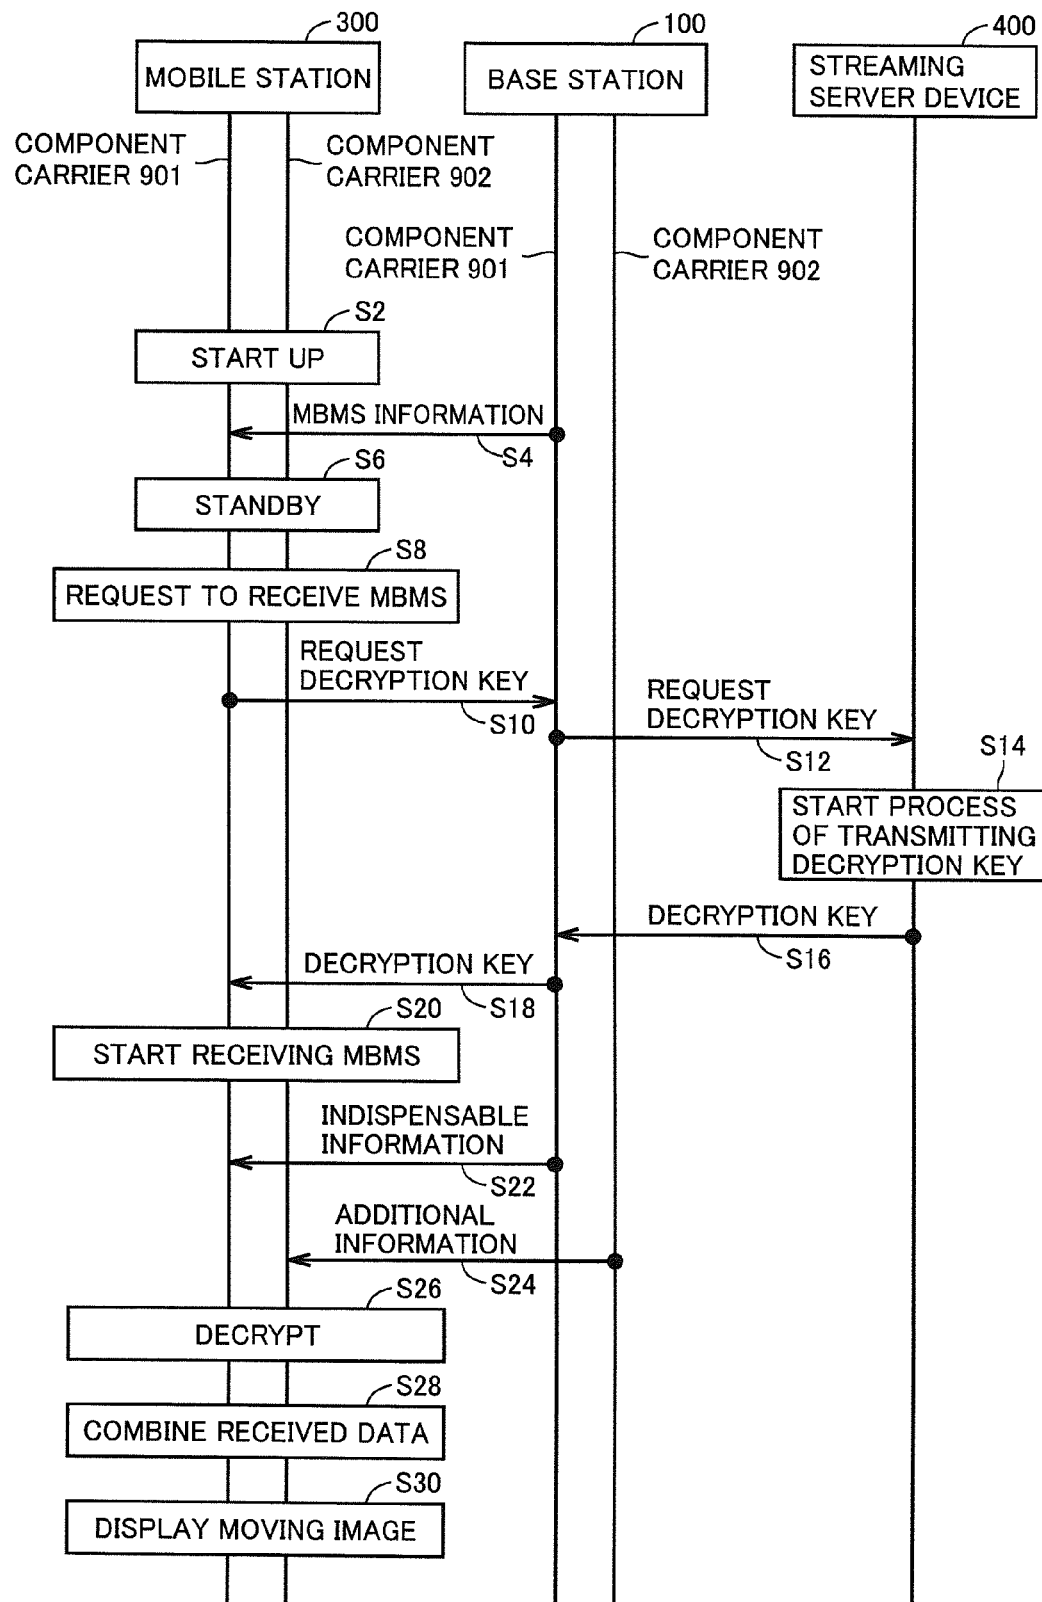 300
100
400
MOBILE STATION
BASE STATION
STREAMING
SERVER DEVICE
COMPONENT
CARRIER 901
COMPONENT
CARRIER 902
COMPONENT
CARRIER 901
COMPONENT
CARRIER 902
S2
START UP
MBMS INFORMATION
S4
S6
STANDBY
S8
REQUEST TO RECEIVE MBMS
REQUEST
DECRYPTION KEY
S10
REQUEST
DECRYPTION KEY
S12
S14
START PROCESS
OF TRANSMITTING
DECRYPTION KEY
DECRYPTION KEY
S16
DECRYPTION KEY
S18
S20
START RECEIVING MBMS
INDISPENSABLE
INFORMATION
S22
ADDITIONAL
INFORMATION
S24
S26
DECRYPT
S28
COMBINE RECEIVED DATA
S30
DISPLAY MOVING IMAGE